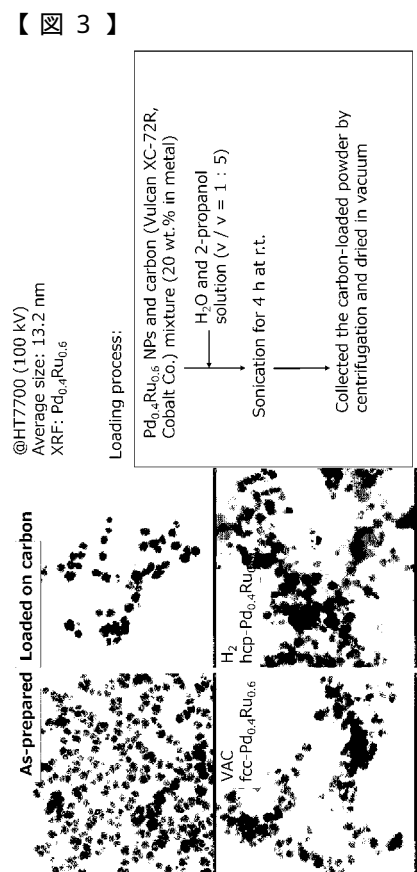 【図３】
As-prepared
Loaded on carbon
VAC
fcc-Pd0.4Ru0.6
H2
hcp-Pd0.4Ru0.
@HT7700 (100 kV)
Average size: 13.2 nm
XRF: Pd0.4Ru0.6
Loading process:
Pd0.4Ru0.6 NPs and carbon (Vulcan XC-72R,
Cobalt Co.) mixture (20 wt.% in metal)
H2O and 2-propanol
solution (v / v = 1 : 5)
Sonication for 4 h at r.t.
Collected the carbon-loaded powder by
centrifugation and dried in vacuum